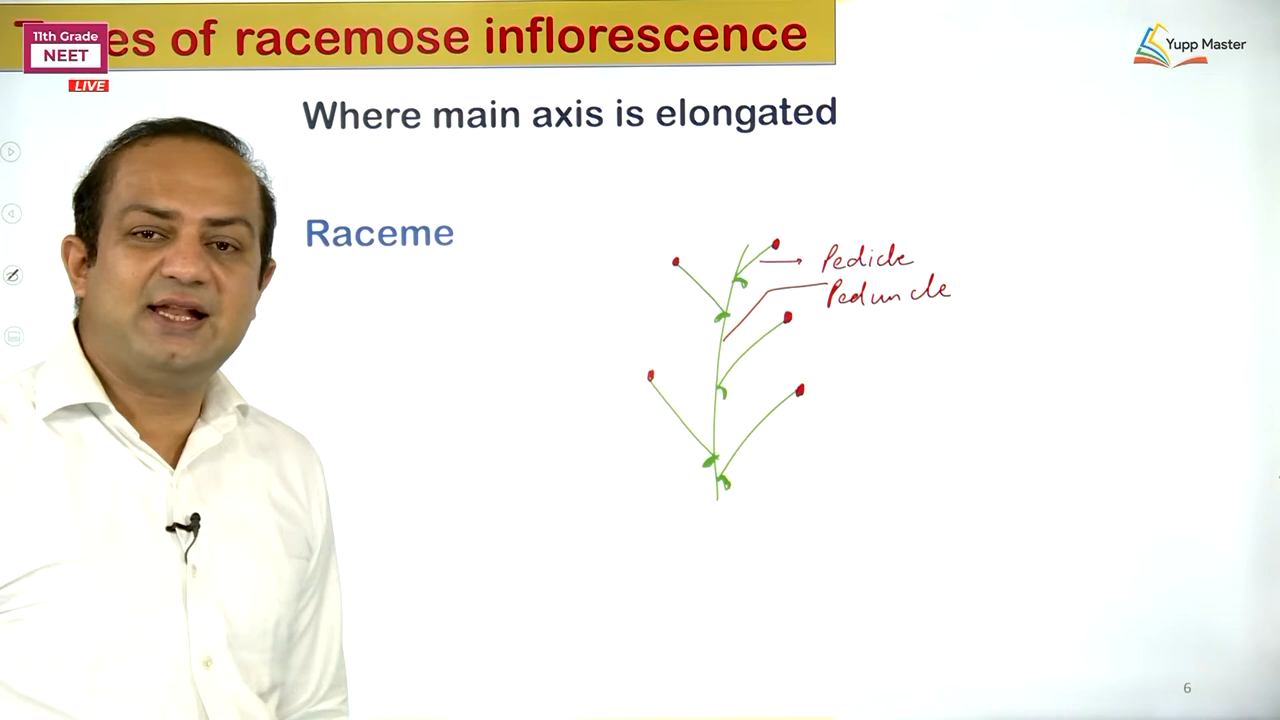 11th Grade
NEET
LIVE
es of racemose inflorescence
Yupp Master
Where main axis is elongated
Raceme
Pedicle
Peduncle
6